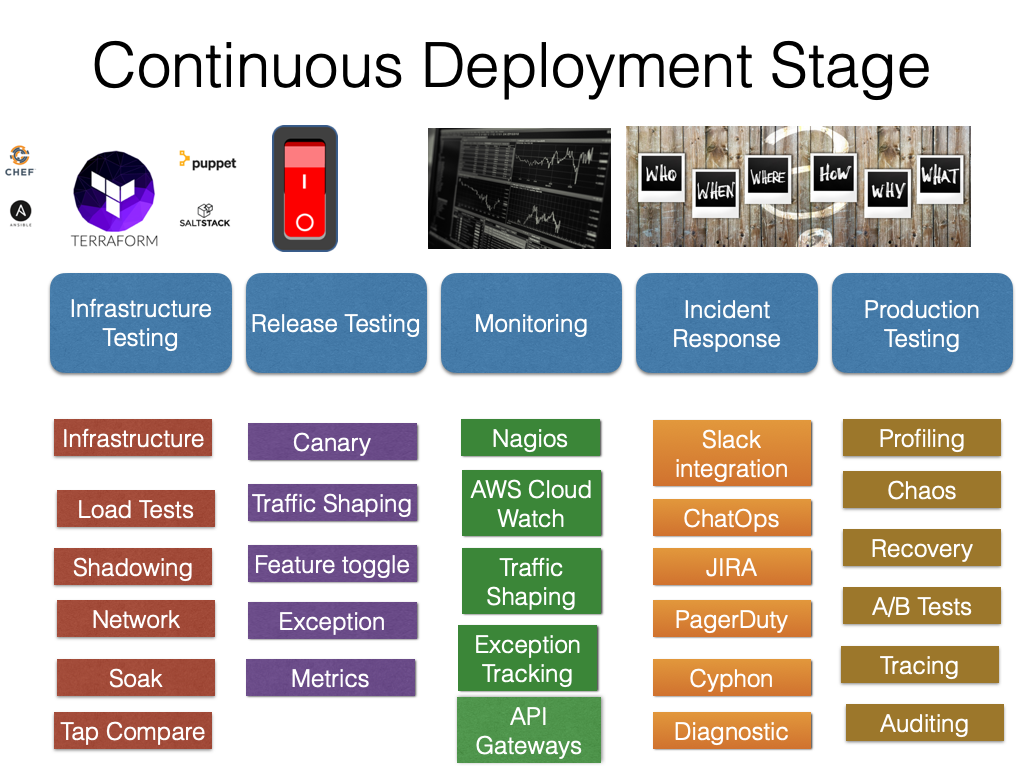 Continuous Deployment Stage
CHEF
ANSIBLE
TERRAFORM
puppet
SALTSTACK
WHO
WHEN
WHERE
HOW
WHY
WHAT
Infrastructure
Testing
Release Testing
Monitoring
Incident
Response
Production
Testing
Infrastructure
Load Tests
Shadowing
Network
Soak
Tap Compare
Canary
Traffic Shaping
Feature toggle
Exception
Metrics
Nagios
AWS Cloud
Watch
Traffic
Shaping
Exception
Tracking
API
Gateways
Slack
integration
ChatOps
JIRA
PagerDuty
Cyphon
Diagnostic
Profiling
Chaos
Recovery
A/B Tests
Tracing
Auditing